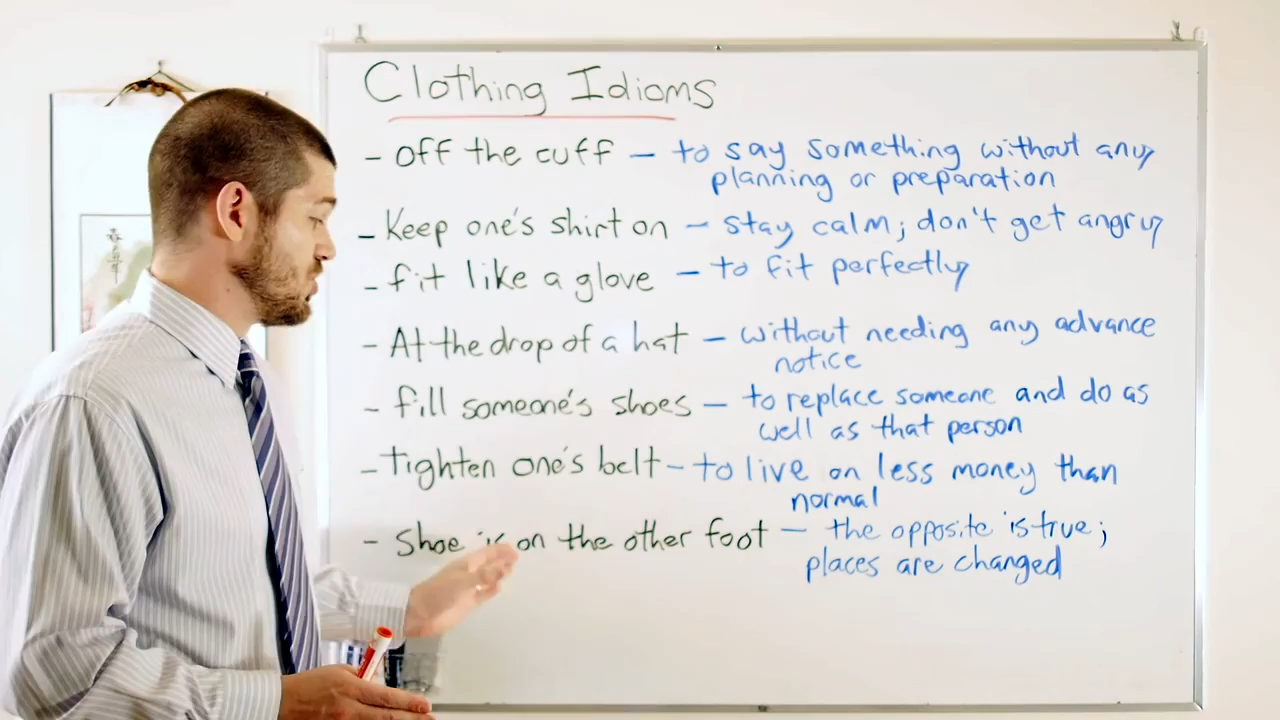 Clothing Idioms
- Off the cuff - to say something without any
planning or preparation
- Keep one's shirt on - stay calm; don't get angry
- fit like a glove - to fit perfectly
- At the drop of a hat - without needing any advance
notice
- fill someone's shoes - to replace someone and do as
well as that person
- Tighten one's belt - to live on less money than
normal
- Shoe is on the other foot - the opposite is true;
places are changed